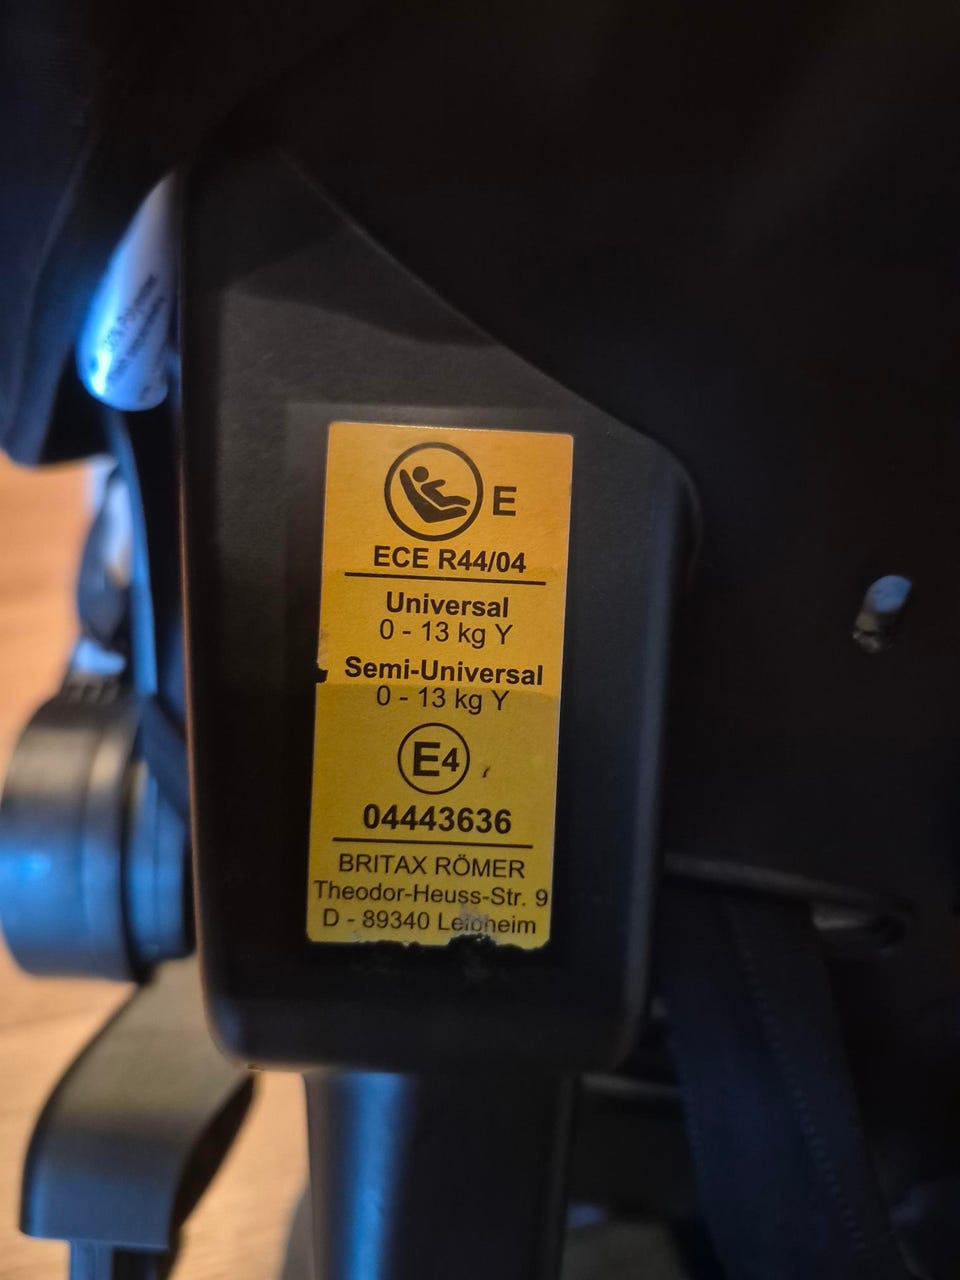 E
ECE R44/04
Universal
0 - 13 kg Y
Semi-Universal
0 - 13 kg Y
E4
04443636
BRITAX RÖMER
Theodor-Heuss-Str. 9
D - 89340 Leipheim